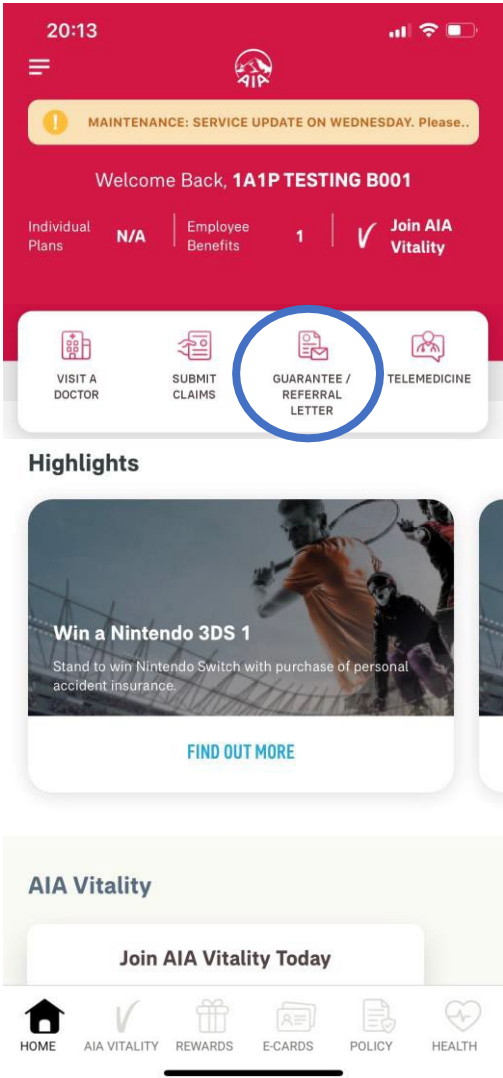 20:13
AIA
MAINTENANCE: SERVICE UPDATE ON WEDNESDAY. Please..
Welcome Back, 1A1P TESTING B001
Individual Plans N/A
Employee Benefits 1
Join AIA Vitality
VISIT A DOCTOR
SUBMIT CLAIMS
GUARANTEE / REFERRAL LETTER
TELEMEDICINE
Highlights
Win a Nintendo 3DS 1
Stand to win Nintendo Switch with purchase of personal
accident insurance.
FIND OUT MORE
AIA Vitality
Join AIA Vitality Today
HOME
AIA VITALITY
REWARDS
E-CARDS
POLICY
HEALTH